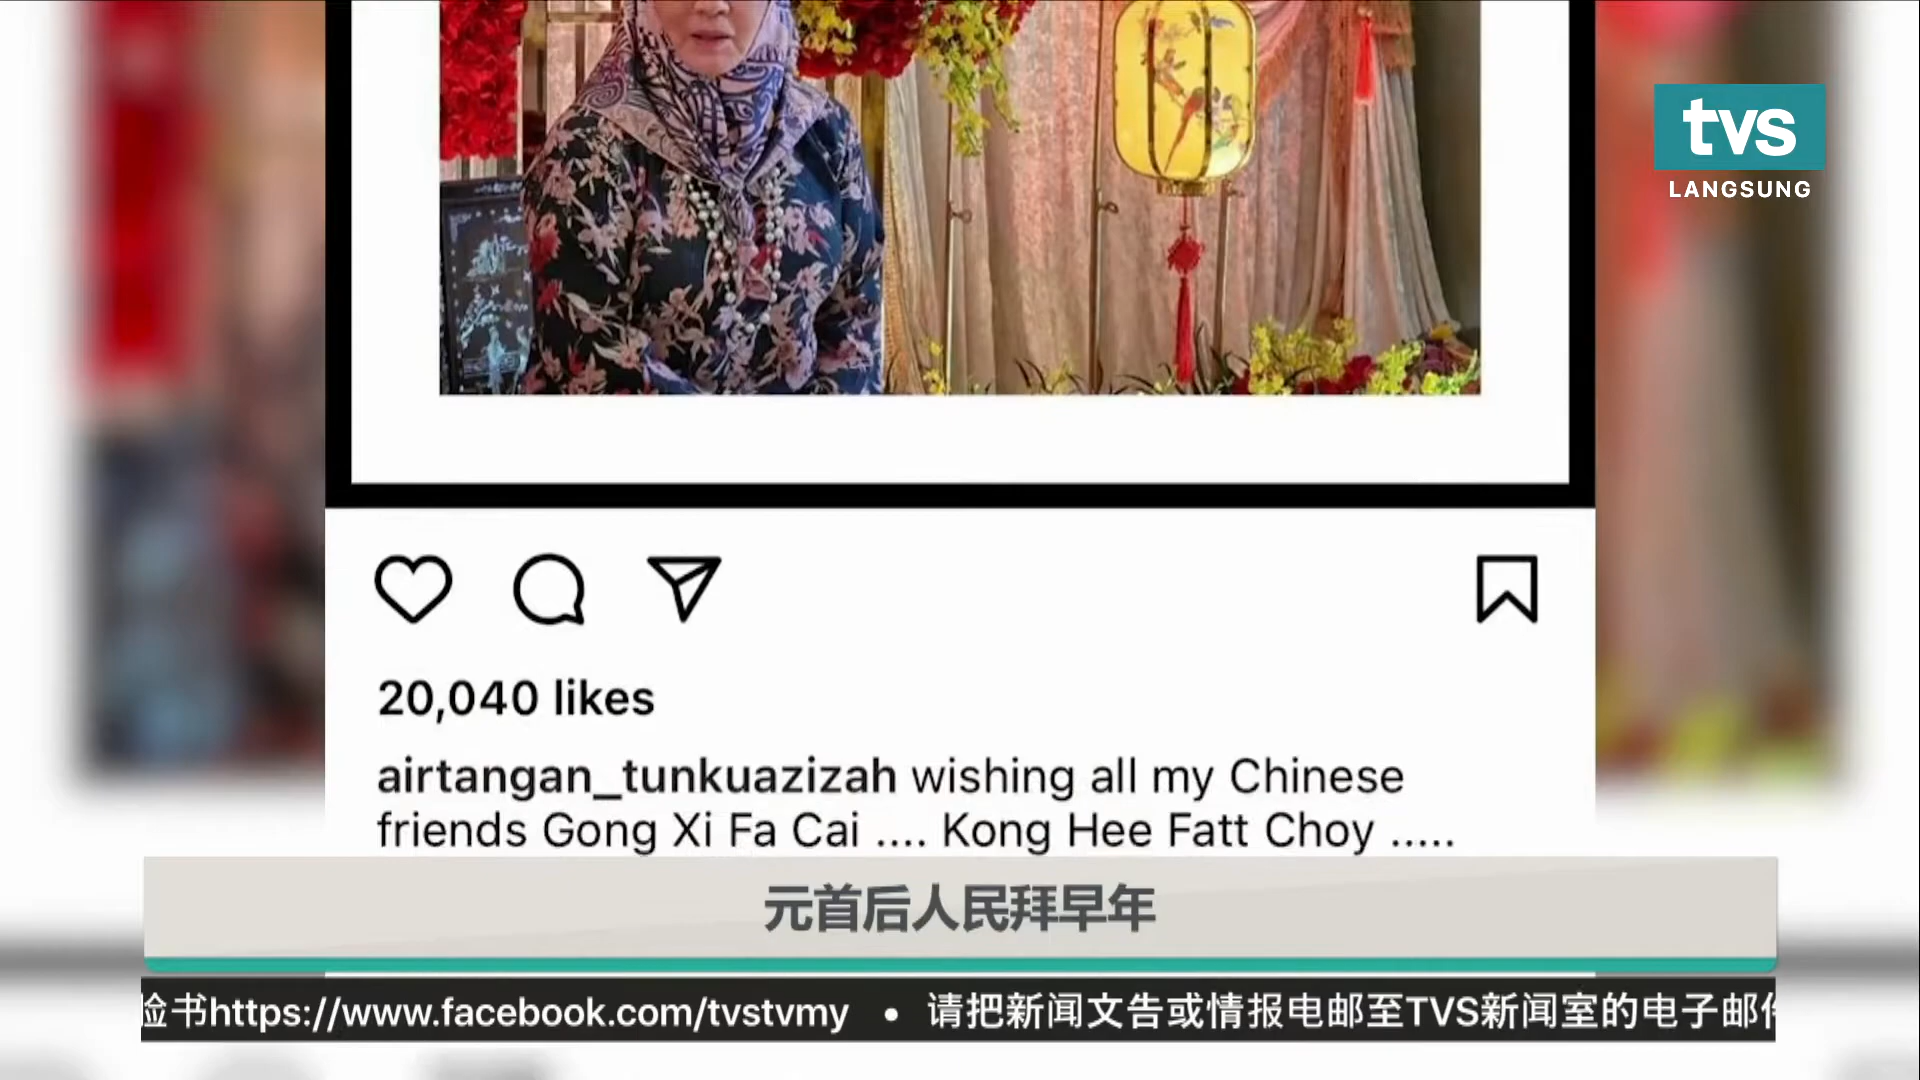 tvs
LANGSUNG
20,040 likes
airtangan_tunkuazizah wishing all my Chinese
friends Gong Xi Fa Cai .... Kong Hee Fatt Choy .....
元首后人民拜早年
脸书https://www.facebook.com/tvstvmy • 请把新闻文告或情报电邮至TVS新闻室的电子邮件